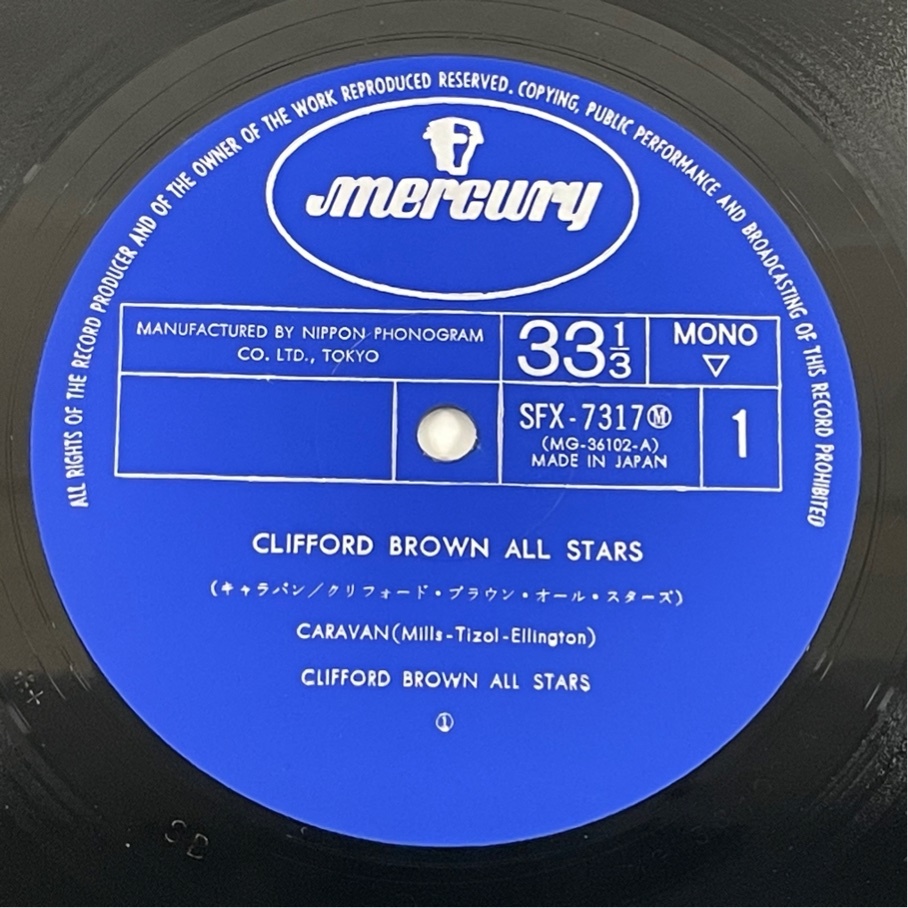 ALL RIGHTS OF THE RECORD PRODUCER AND OF THE OWNER OF THE WORK REPRODUCED RESERVED. COPYING, PUBLIC PERFORMANCE AND BROADCASTING OF THIS RECORD PROHIBITED
mercury
MANUFACTURED BY NIPPON PHONOGRAM
CO. LTD., TOKYO
33⅓
MONO
▽
SFX-7317Ⓜ
(MG-36102-A)
MADE IN JAPAN
1
CLIFFORD BROWN ALL STARS
(キャラバン/クリフォード・ブラウン・オール・スターズ)
CARAVAN(Mills-Tizol-Ellington)
CLIFFORD BROWN ALL STARS
①